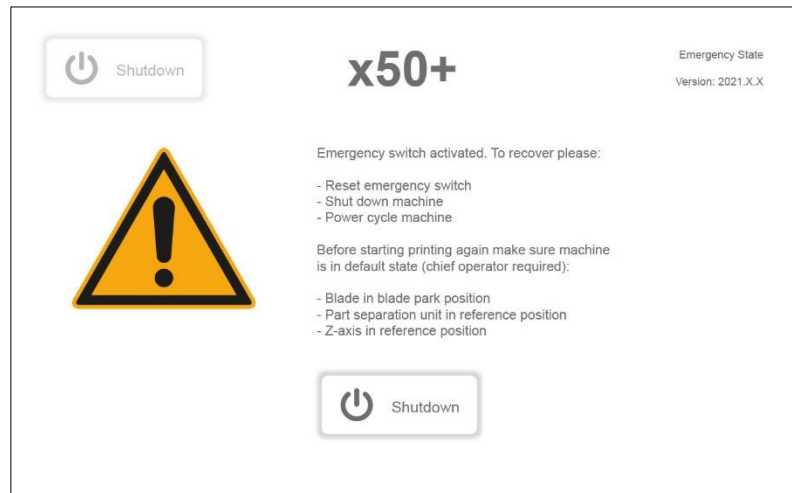 Shutdown
x50+
Emergency State
Version: 2021.X.X
Emergency switch activated. To recover please:
- Reset emergency switch
- Shut down machine
- Power cycle machine
Before starting printing again make sure machine
is in default state (chief operator required):
- Blade in blade park position
- Part separation unit in reference position
- Z-axis in reference position
Shutdown